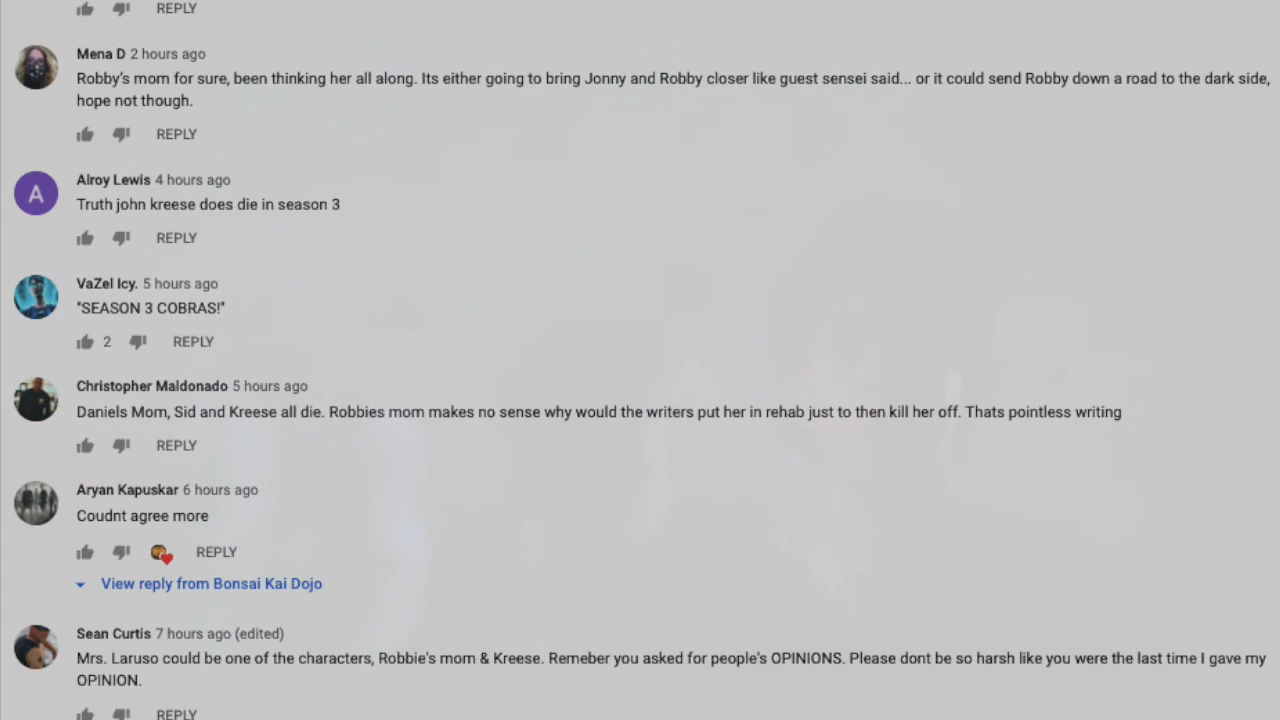 REPLY
Mena D 2 hours ago
Robby's mom for sure, been thinking her all along. Its either going to bring Jonny and Robby closer like guest sensei said... or it could send Robby down a road to the dark side,
hope not though.
REPLY
A
Alroy Lewis 4 hours ago
Truth john kreese does die in season 3
REPLY
VaZel Icy. 5 hours ago
"SEASON 3 COBRAS!"
2 REPLY
Christopher Maldonado 5 hours ago
Daniels Mom, Sid and Kreese all die. Robbies mom makes no sense why would the writers put her in rehab just to then kill her off. Thats pointless writing
REPLY
Aryan Kapuskar 6 hours ago
Coudnt agree more
REPLY
View reply from Bonsai Kai Dojo
Sean Curtis 7 hours ago (edited)
Mrs. Laruso could be one of the characters, Robbie's mom & Kreese. Remeber you asked for people's OPINIONS. Please dont be so harsh like you were the last time I gave my
OPINION.
REPLY